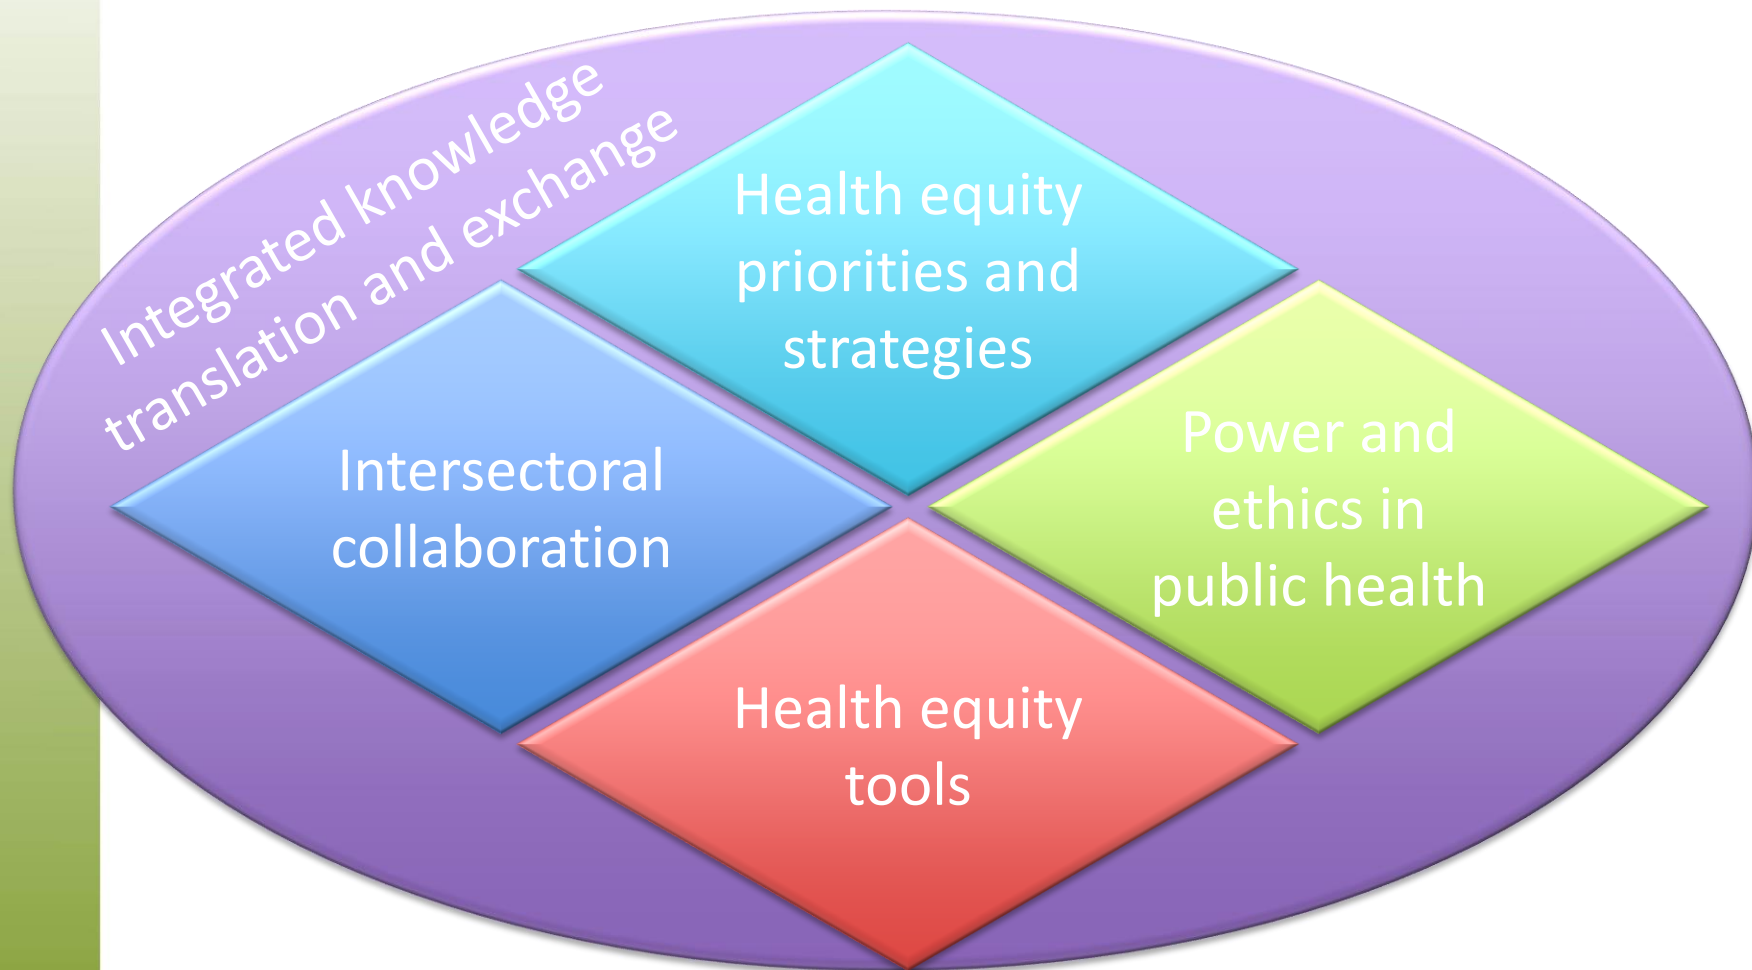 Integrated knowledge
translation and exchange
Health equity
priorities and
strategies
Intersectoral
collaboration
Power and
ethics in
public health
Health equity
tools